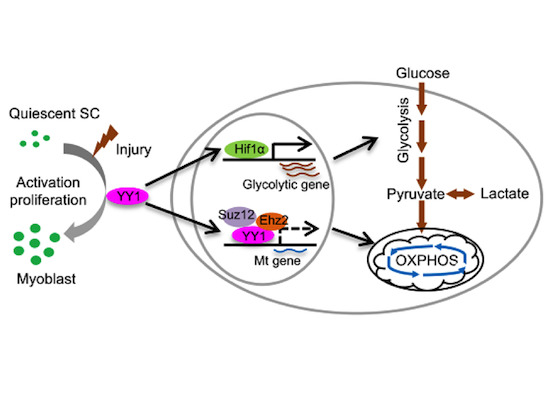 Glucose
Quiescent SC
Injury
Activation
proliferation
YY1
Myoblast
Hif1α
Glycolytic gene
Suz12
Ehz2
YY1
Mt gene
Glycolysis
Pyruvate
Lactate
OXPHOS